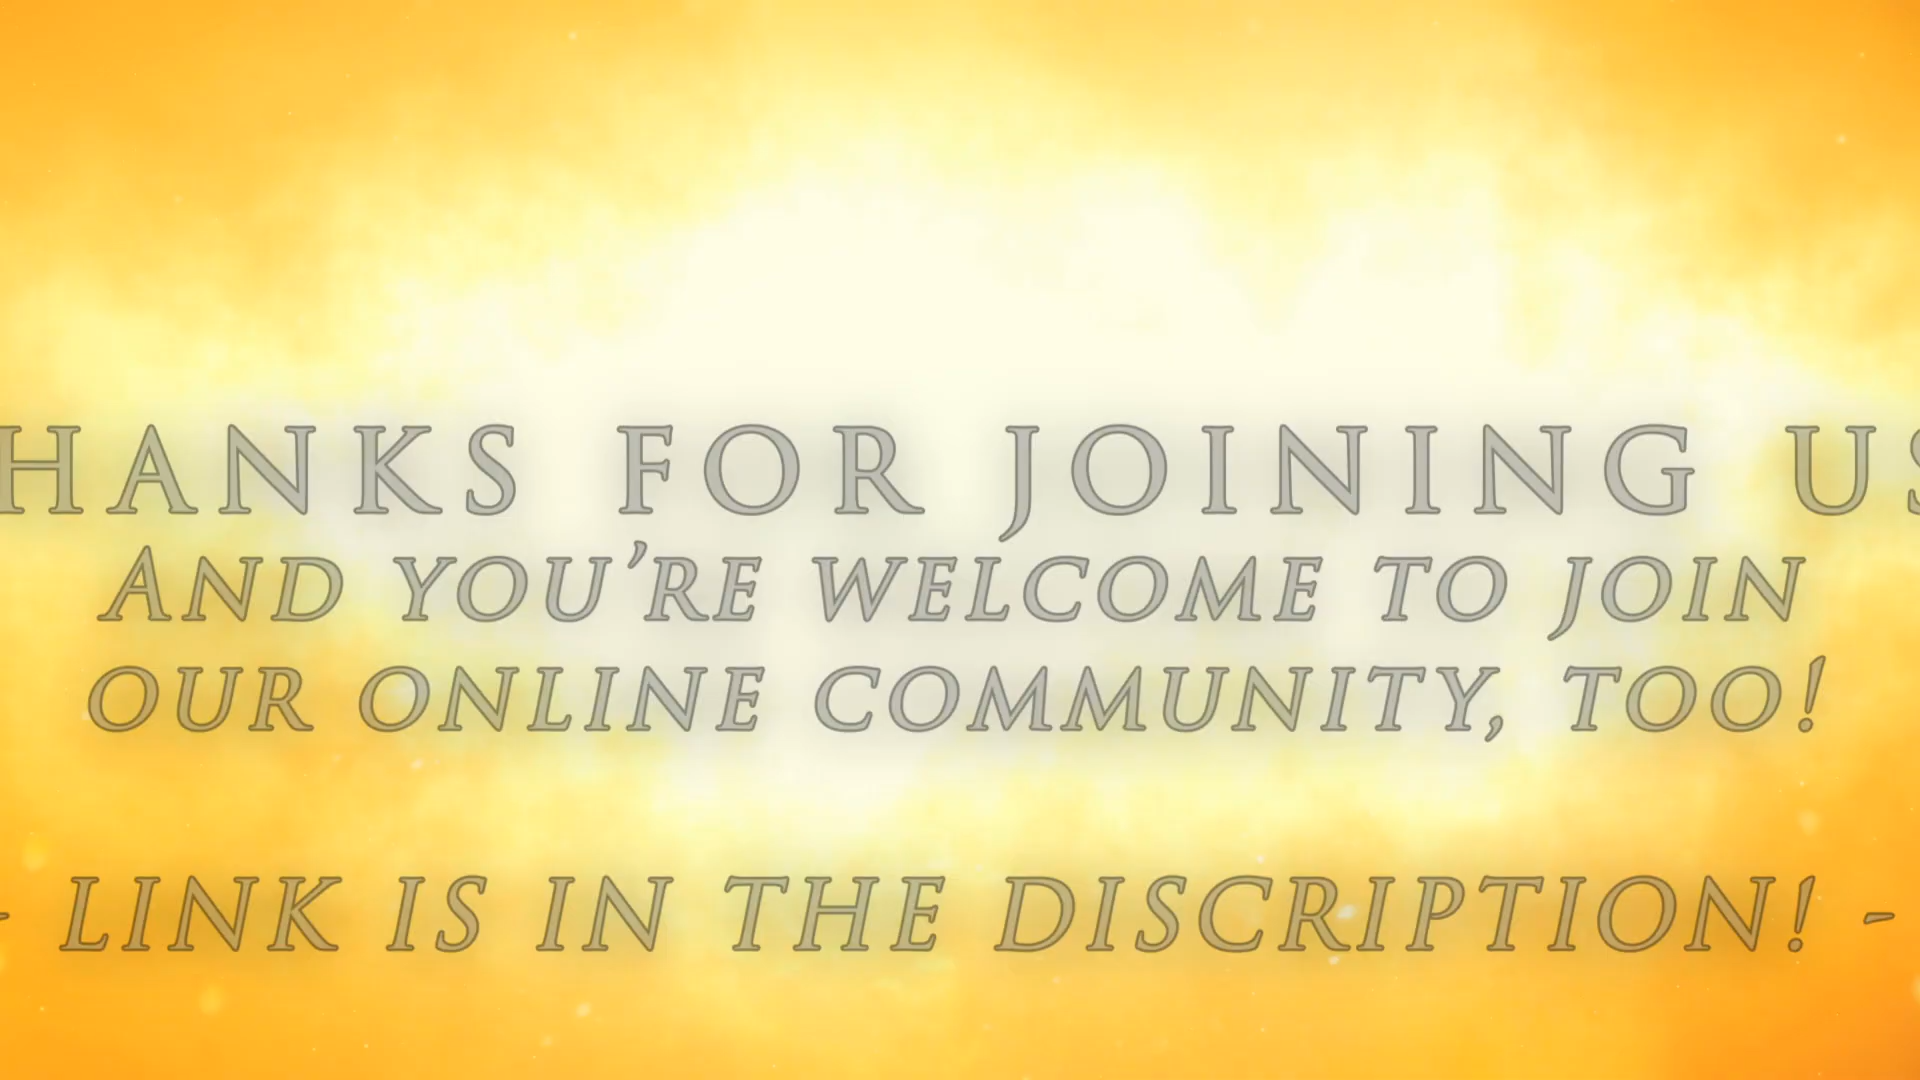 HANKS FOR JOINING US
AND YOU'RE WELCOME TO JOIN
OUR ONLINE COMMUNITY, TOO!
- LINK IS IN THE DISCRIPTION! -